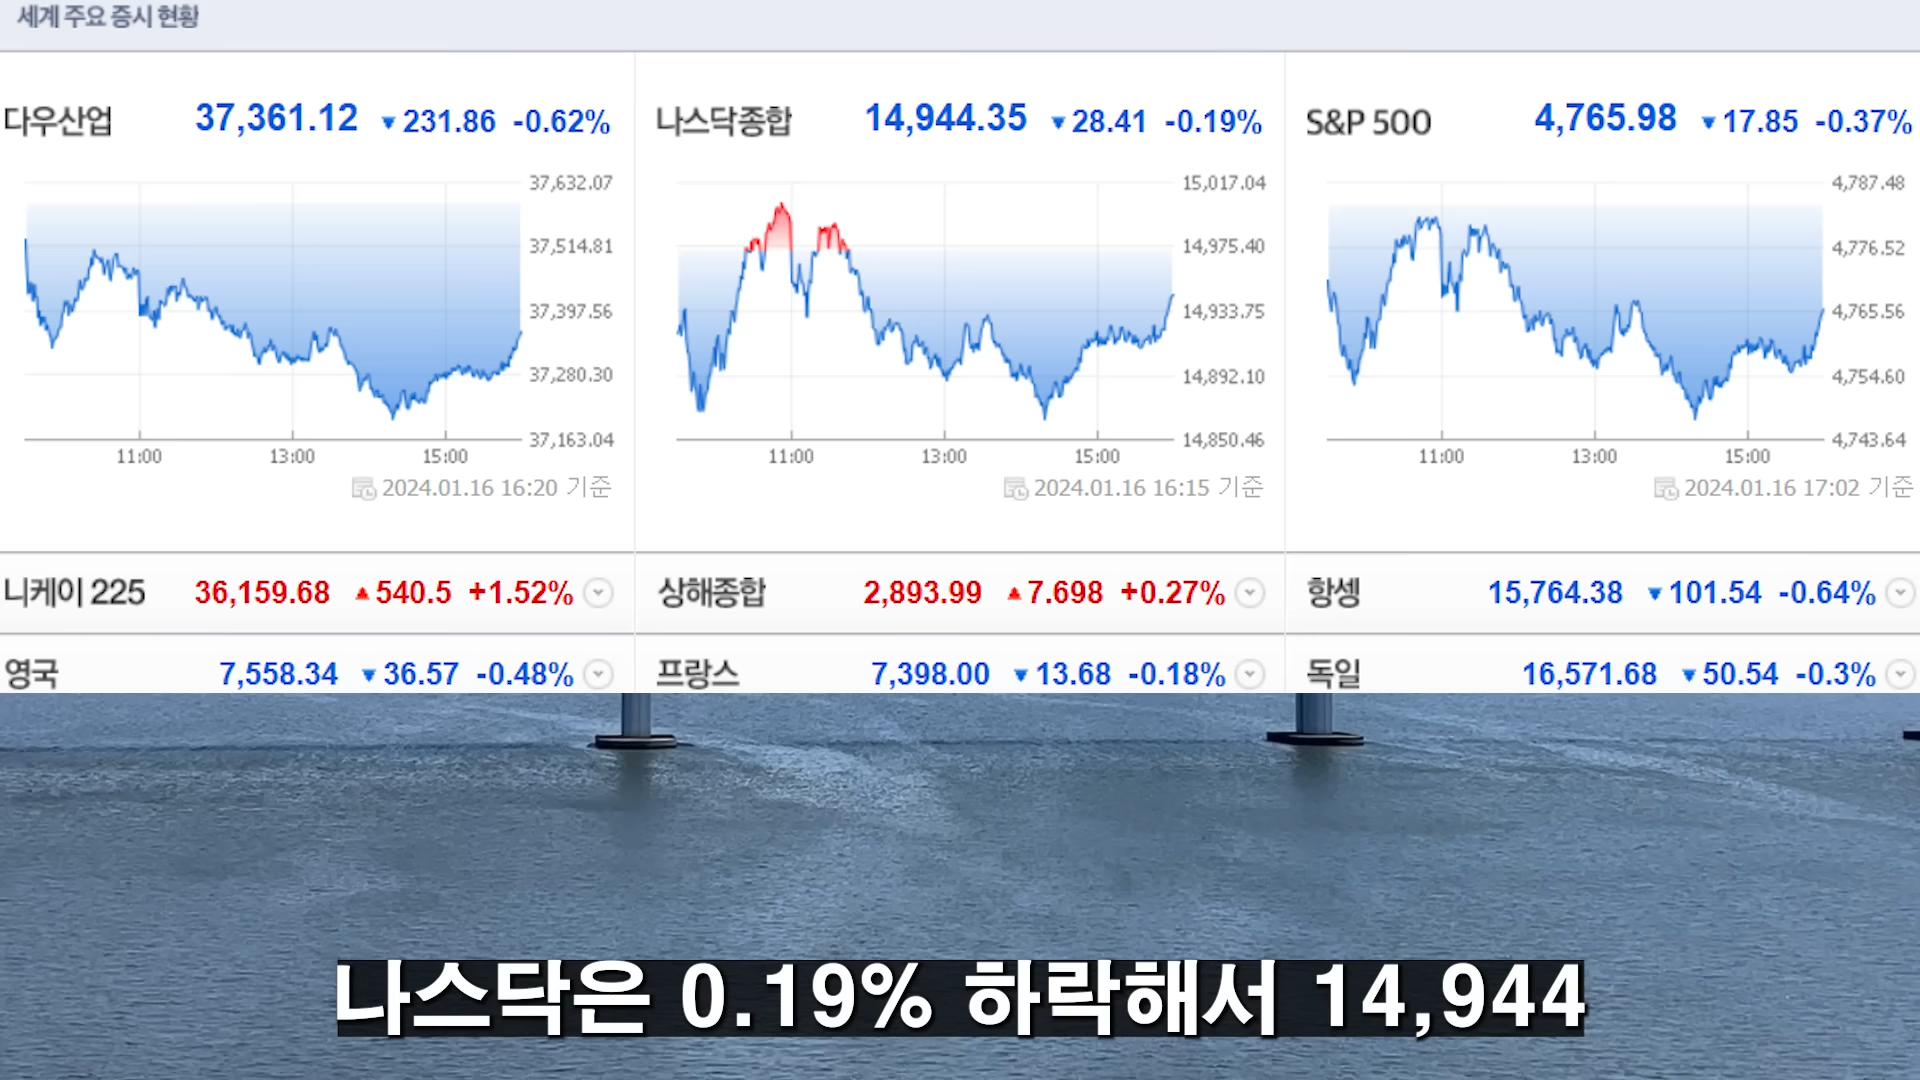 세계 주요 증시 현황
다우산업 37,361.12 ▼231.86 -0.62%
37,632.07
37,514.81
37,397.56
37,280.30
37,163.04
11:00 13:00 15:00
2024.01.16 16:20 기준
나스닥종합 14,944.35 ▼28.41 -0.19%
15,017.04
14,975.40
14,933.75
14,892.10
14,850.46
11:00 13:00 15:00
2024.01.16 16:15 기준
S&P 500 4,765.98 ▼17.85 -0.37%
4,787.48
4,776.52
4,765.56
4,754.60
4,743.64
11:00 13:00 15:00
2024.01.16 17:02 기준
니케이 225 36,159.68 ▲540.5 +1.52%
상해종합 2,893.99 ▲7.698 +0.27%
항셍 15,764.38 ▼101.54 -0.64%
영국 7,558.34 ▼36.57 -0.48%
프랑스 7,398.00 ▼13.68 -0.18%
독일 16,571.68 ▼50.54 -0.3%
나스닥은 0.19% 하락해서 14,944